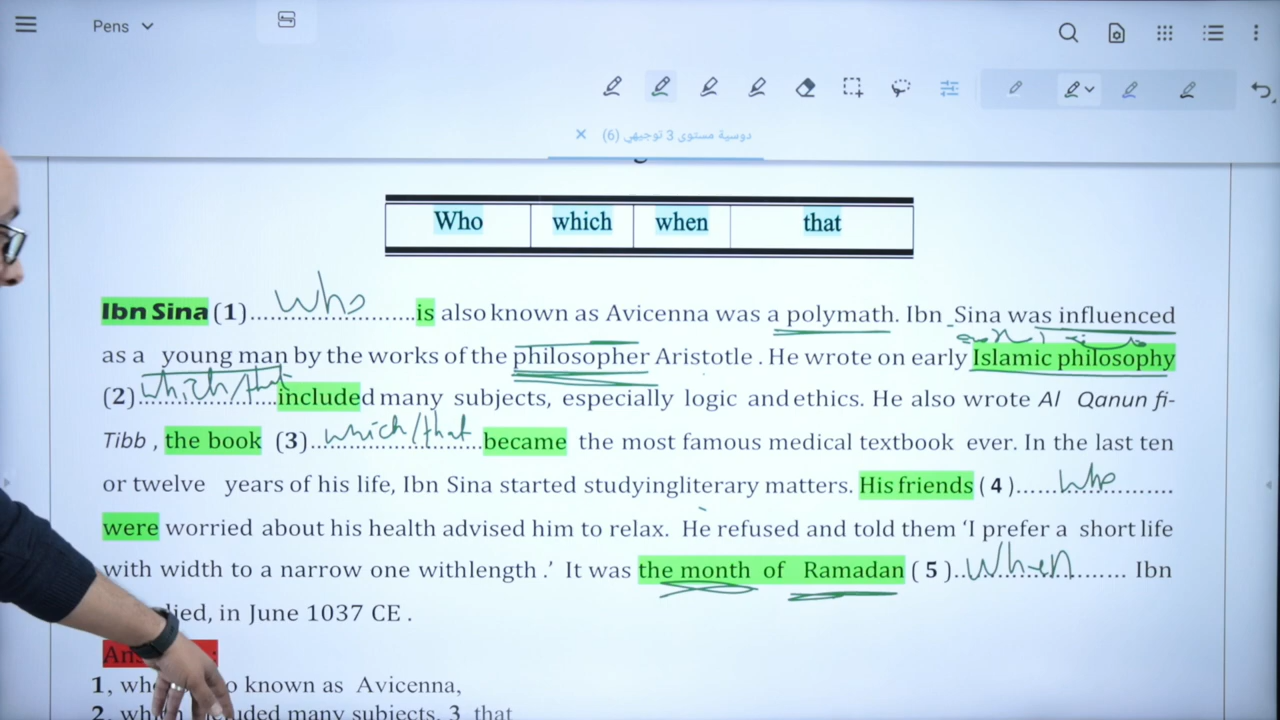 Pens
دوسية مستوى 3 توجيهي (6)
Who which when that
Ibn Sina (1) who is also known as Avicenna was a polymath. Ibn Sina was influenced
as a young man by the works of the philosopher Aristotle . He wrote on early Islamic philosophy
(2) which/that included many subjects, especially logic and ethics. He also wrote Al Qanun fi-
Tibb , the book (3) which/that became the most famous medical textbook ever. In the last ten
or twelve years of his life, Ibn Sina started studyingliterary matters. His friends ( 4) who
were worried about his health advised him to relax. He refused and told them ‘I prefer a short life
with width to a narrow one withlength .’ It was the month of Ramadan ( 5 ) when Ibn
died, in June 1037 CE .
1, known as Avicenna,
2, many subjects, 3 that